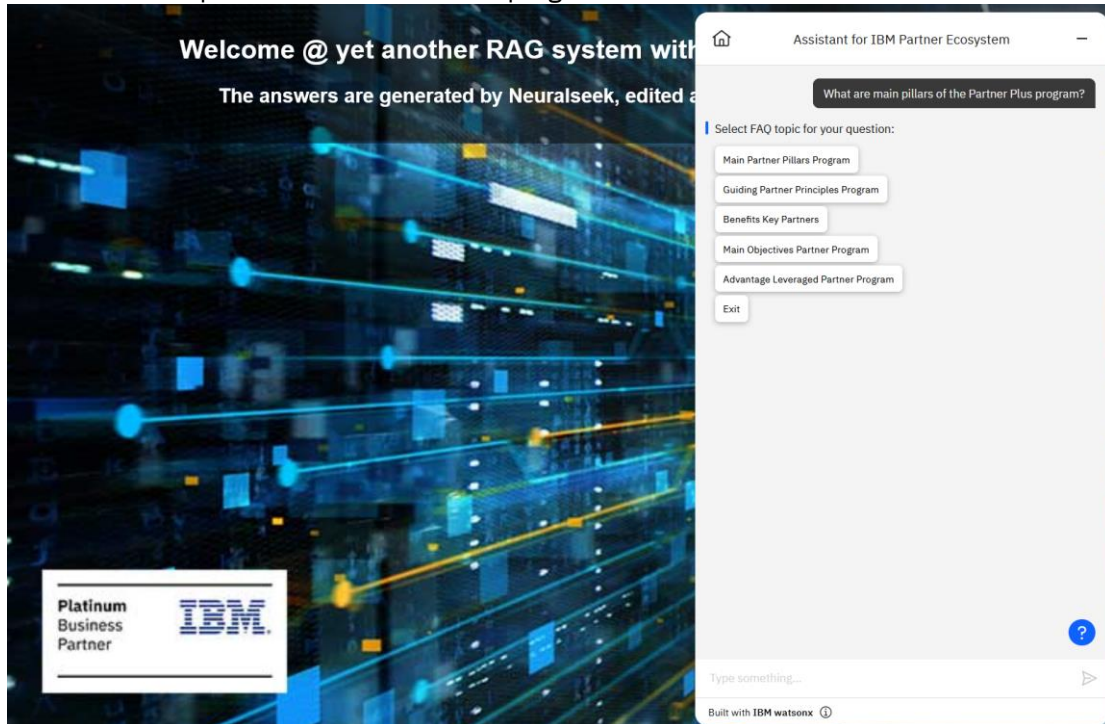 Welcome @ yet another RAG system with
The answers are generated by Neuralseek, edited a
Assistant for IBM Partner Ecosystem
What are main pillars of the Partner Plus program?
Select FAQ topic for your question:
Main Partner Pillars Program
Guiding Partner Principles Program
Benefits Key Partners
Main Objectives Partner Program
Advantage Leveraged Partner Program
Exit
Platinum
Business
Partner
IBM.
?
Type something...
Built with IBM watsonx